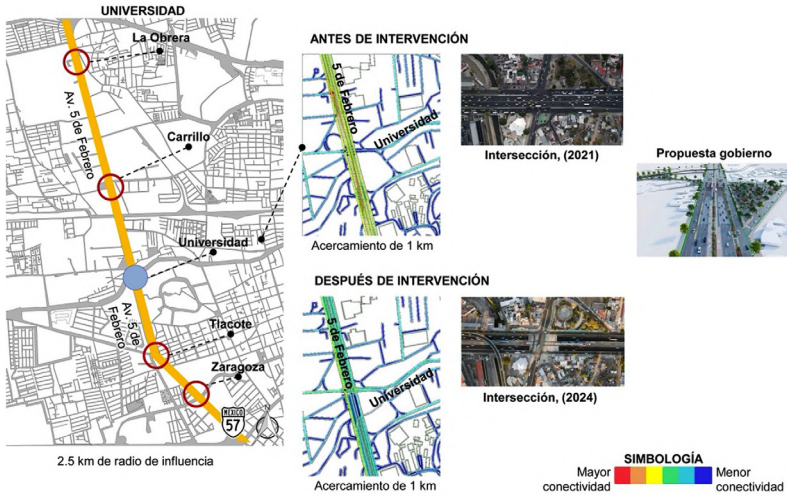 UNIVERSIDAD
La Obrera
Av. 5 de Febrero
Carrillo
Universidad
Av. 5 de
Febrero
Tlacote
Zaragoza
MEXICO
57
2.5 km de radio de influencia
ANTES DE INTERVENCIÓN
5 de Febrero
Universidad
Acercamiento de 1 km
Intersección, (2021)
Propuesta gobierno
DESPUÉS DE INTERVENCIÓN
5 de Febrero
Universidad
Acercamiento de 1 km
Intersección, (2024)
SIMBOLOGÍA
Mayor
conectividad
Menor
conectividad